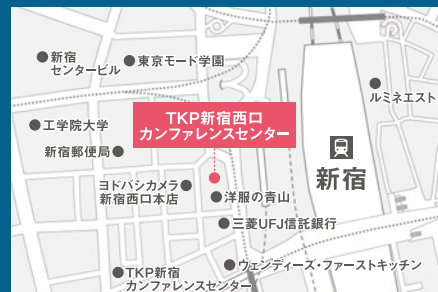 新宿
センタービル
東京モード学園
ルミネエスト
TKP新宿西口
カンファレンスセンター
工学院大学
新宿郵便局
新宿
ヨドバシカメラ
新宿西口本店
洋服の青山
三菱UFJ信託銀行
ウェンディーズ・ファーストキッチン
TKP新宿
カンファレンスセンター